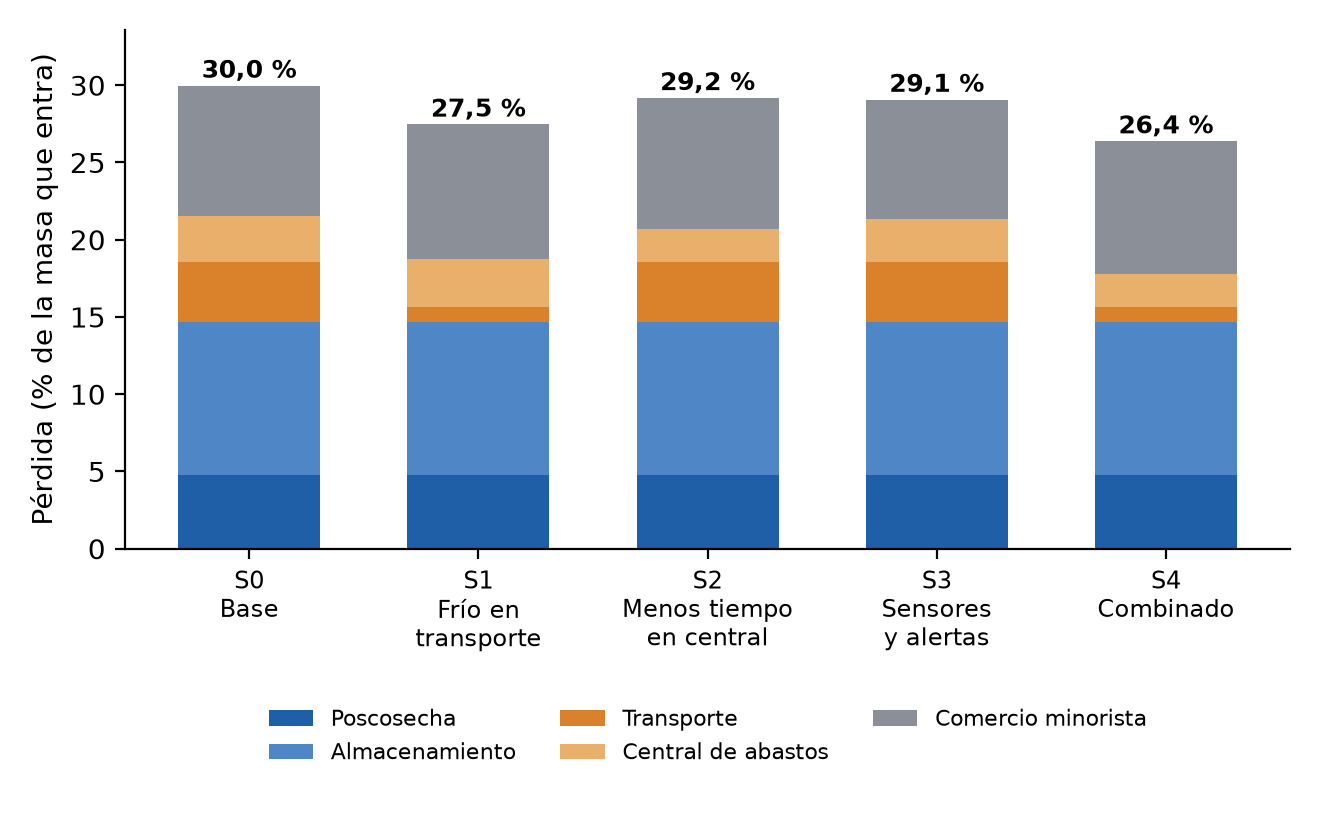 Pérdida (% de la masa que entra)
30
25
20
15
10
5
0
30,0 %
27,5 %
29,2 %
29,1 %
26,4 %
S0
Base
S1
Frío en
transporte
S2
Menos tiempo
en central
S3
Sensores
y alertas
S4
Combinado
Poscosecha
Almacenamiento
Transporte
Central de abastos
Comercio minorista